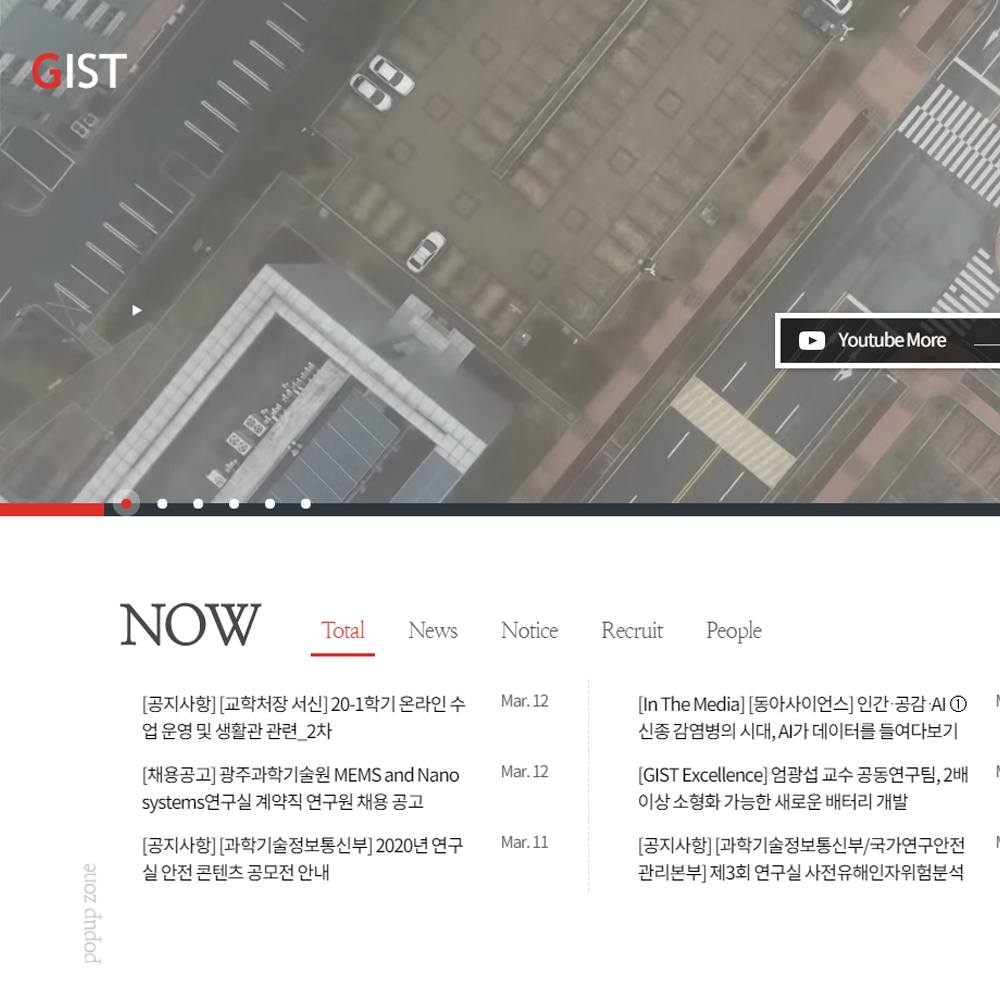 GIST
Youtube More
NOW
Total
News
Notice
Recruit
People
[공지사항] [교학처장 서신] 20-1학기 온라인 수
업 운영 및 생활관 관련_2차
Mar. 12
[In The Media] [동아사이언스] 인간·공감·AI ①
신종 감염병의 시대, AI가 데이터를 들여다보기
[채용공고] 광주과학기술원 MEMS and Nano
systems연구실 계약직 연구원 채용 공고
Mar. 12
[GIST Excellence] 엄광섭 교수 공동연구팀, 2배
이상 소형화 가능한 새로운 배터리 개발
[공지사항] [과학기술정보통신부] 2020년 연구
실 안전 콘텐츠 공모전 안내
Mar. 11
[공지사항] [과학기술정보통신부/국가연구안전
관리본부] 제3회 연구실 사전유해인자위험분석
popup zone